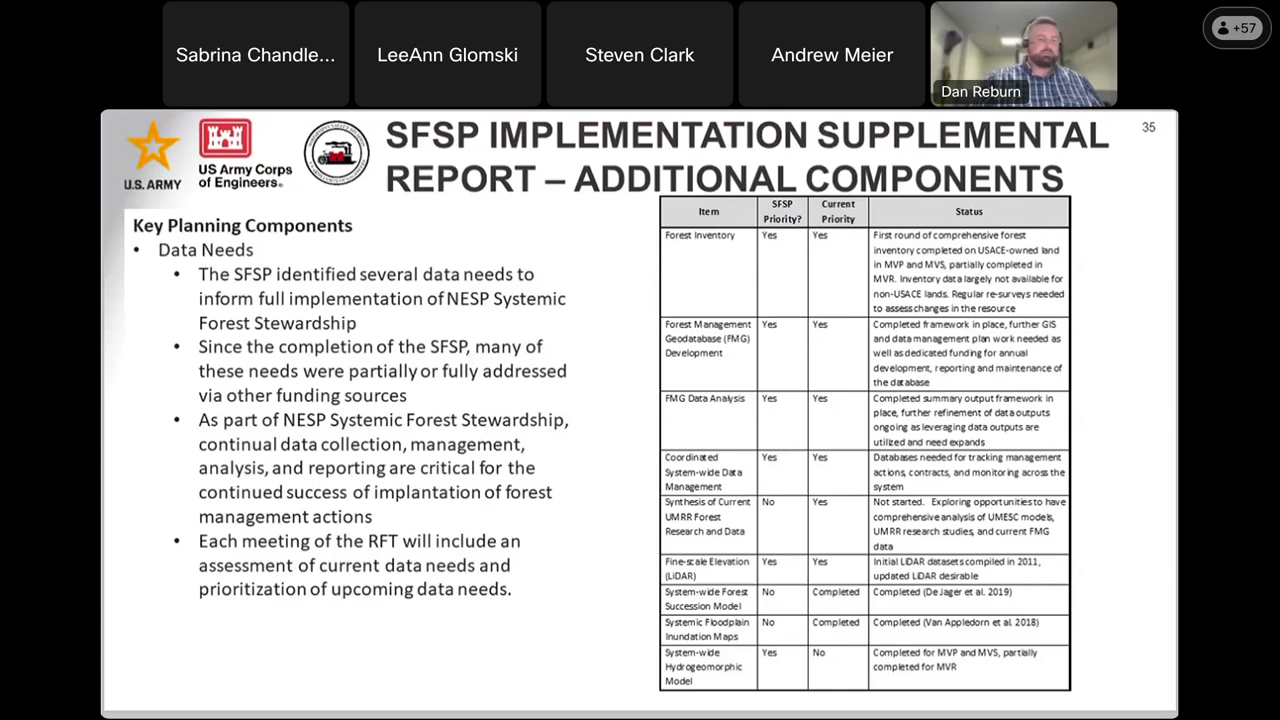 Sabrina Chandle...
LeeAnn Glomski
Steven Clark
Andrew Meier
Dan Reburn
+57
U.S. ARMY
US Army Corps
of Engineers®
SFSP IMPLEMENTATION SUPPLEMENTAL
REPORT – ADDITIONAL COMPONENTS
35
Key Planning Components
• Data Needs
• The SFSP identified several data needs to
inform full implementation of NESP Systemic
Forest Stewardship
• Since the completion of the SFSP, many of
these needs were partially or fully addressed
via other funding sources
• As part of NESP Systemic Forest Stewardship,
continual data collection, management,
analysis, and reporting are critical for the
continued success of implantation of forest
management actions
• Each meeting of the RFT will include an
assessment of current data needs and
prioritization of upcoming data needs.
Item
SFSP
Priority?
Current
Priority
Status
Forest Inventory
Yes
Yes
First round of comprehensive forest
inventory completed on USACE-owned land
in MVP and MVS, partially completed in
MVR. Inventory data largely not available for
non-USACE lands. Regular re-surveys needed
to assess changes in the resource
Forest Management
Geodatabase (FMG)
Development
Yes
Yes
Completed framework in place, further GIS
and data management plan work needed as
well as dedicated funding for annual
development, reporting and maintenance of
the database
FMG Data Analysis
Yes
Yes
Completed summary output framework in
place, further refinement of data outputs
ongoing as leveraging data outputs are
utilized and need expands
Coordinated
System-wide Data
Management
Yes
Yes
Databases needed for tracking management
actions, contracts, and monitoring across the
system
Synthesis of Current
UMRR Forest
Research and Data
No
Yes
Not started. Exploring opportunities to have
comprehensive analysis of UMESC models,
UMRR research studies, and current FMG
data
Fine-scale Elevation
(LiDAR)
Yes
Yes
Initial LiDAR datasets compiled in 2011,
updated LiDAR desirable
System-wide Forest
Succession Model
No
Completed
Completed (De Jager et al. 2019)
Systemic Floodplain
Inundation Maps
No
Completed
Completed (Van Appledorn et al. 2018)
System-wide
Hydrogeomorphic
Model
Yes
No
Completed for MVP and MVS, partially
completed for MVR